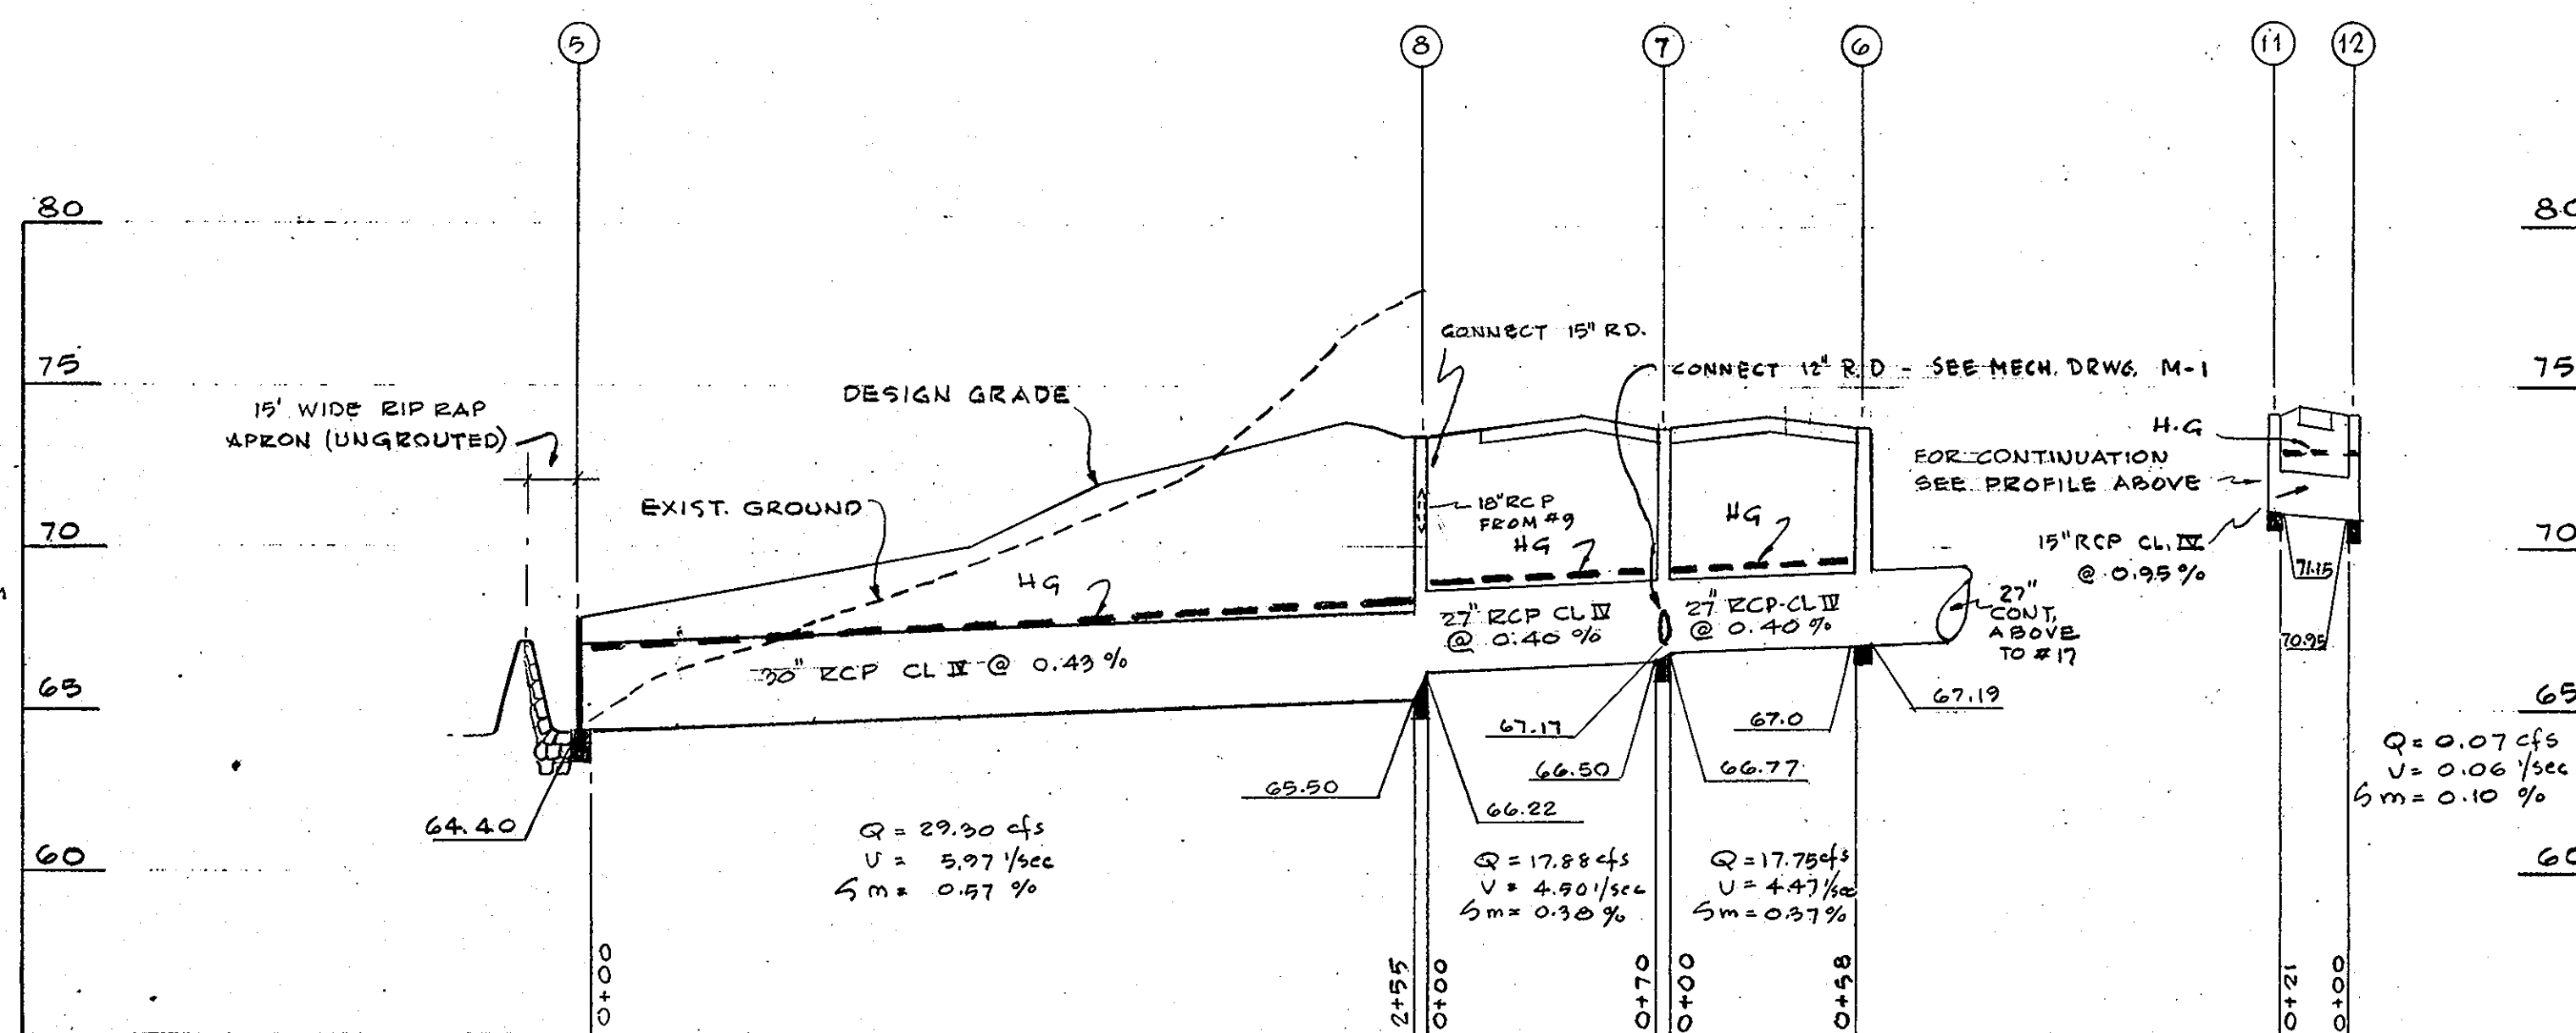 5
8
7
6
11
12
80
80
CONNECT 15" RD.
75
75
CONNECT 12" R.D - SEE MECH. DRWG. M-1
DESIGN GRADE
15' WIDE RIP RAP
APRON (UNGROUTED)
H.G
FOR CONTINUATION
SEE PROFILE ABOVE
EXIST. GROUND
18" RCP
FROM #9
HG
HG
70
70
15" RCP CL. IV
@ 0.95 %
71.15
HG
27" RCP CL IV
@ 0.40 %
27" RCP-CL IV
@ 0.40 %
27"
CONT.
ABOVE
TO #17
70.95
30" RCP CL IV @ 0.43 %
65
65
67.19
67.17
67.0
66.50
66.77
65.50
66.22
64.40
Q = 0.07 cfs
V = 0.06 '/sec
Sm = 0.10 %
Q = 29.30 cfs
V = 5.97 '/sec
Sm = 0.57 %
Q = 17.88 cfs
V = 4.50 '/sec
Sm = 0.38 %
Q = 17.75 cfs
V = 4.47 '/sec
Sm = 0.37 %
60
60
0+00
2+55
0+00
0+70
0+00
0+58
0+21
0+00